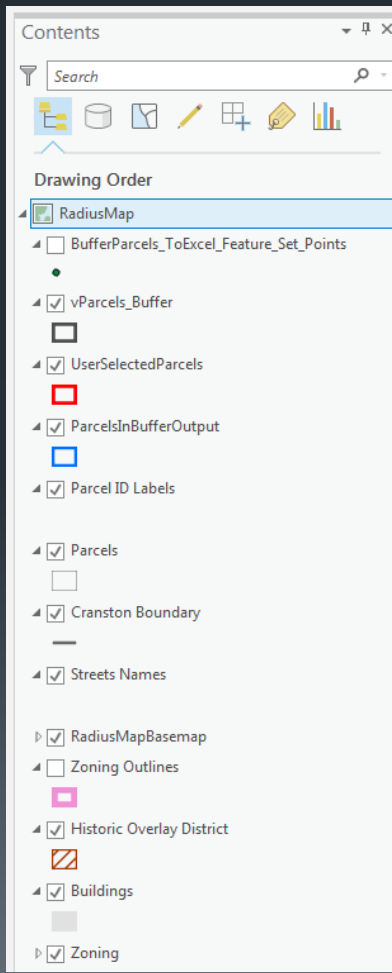 Contents
Search
Drawing Order
RadiusMap
BufferParcels_ToExcel_Feature_Set_Points
vParcels_Buffer
UserSelectedParcels
ParcelsInBufferOutput
Parcel ID Labels
Parcels
Cranston Boundary
Streets Names
RadiusMapBasemap
Zoning Outlines
Historic Overlay District
Buildings
Zoning